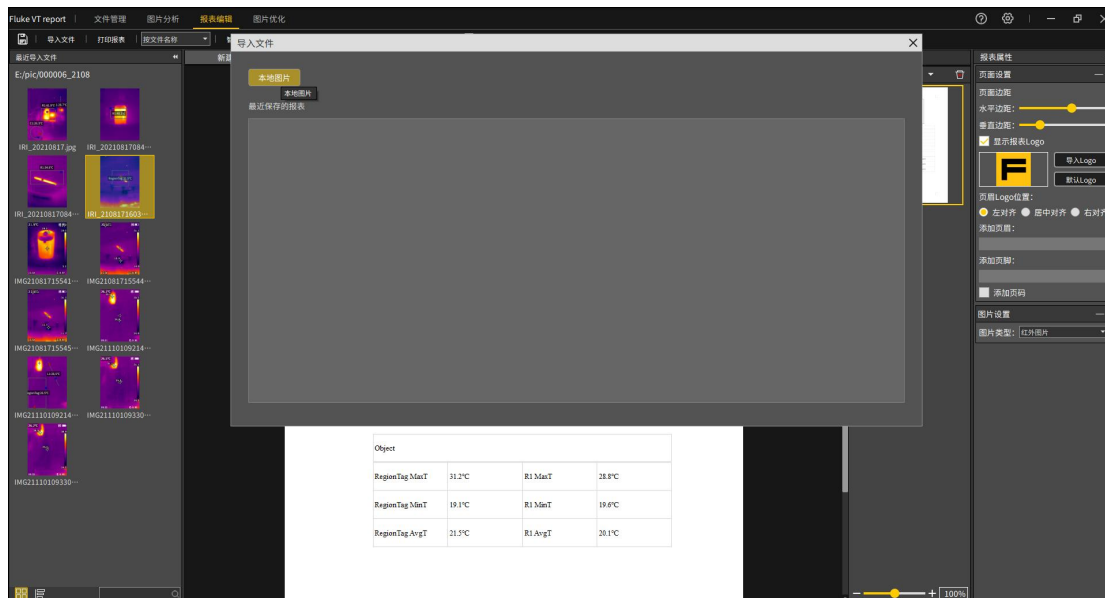 Fluke VT report 文件管理 图片分析 报表编辑 图片优化
导入文件 打印报表 按文件名称
最近导入文件
E:/pic/000006_2108
IRI_20210817.jpg IRI_20210817084···
IRI_20210817084··· IRI_2108171603···
IMG21081715541··· IMG21081715544···
IMG21081715545··· IMG21110109214···
IMG21110109214··· IMG21110109330···
IMG21110109330···
导入文件
本地图片
本地图片
最近保存的报表
Object
RegionTag MaxT 31.2°C R1 MaxT 28.8°C
RegionTag MinT 19.1°C R1 MinT 19.6°C
RegionTag AvgT 21.5°C R1 AvgT 20.1°C
100%
报表属性
页面设置
页面边距
水平边距：
垂直边距：
显示报表Logo
导入Logo
默认Logo
页眉Logo位置：
左对齐 居中对齐 右对齐
添加页眉：
添加页脚：
添加页码
图片设置
图片类型： 红外图片